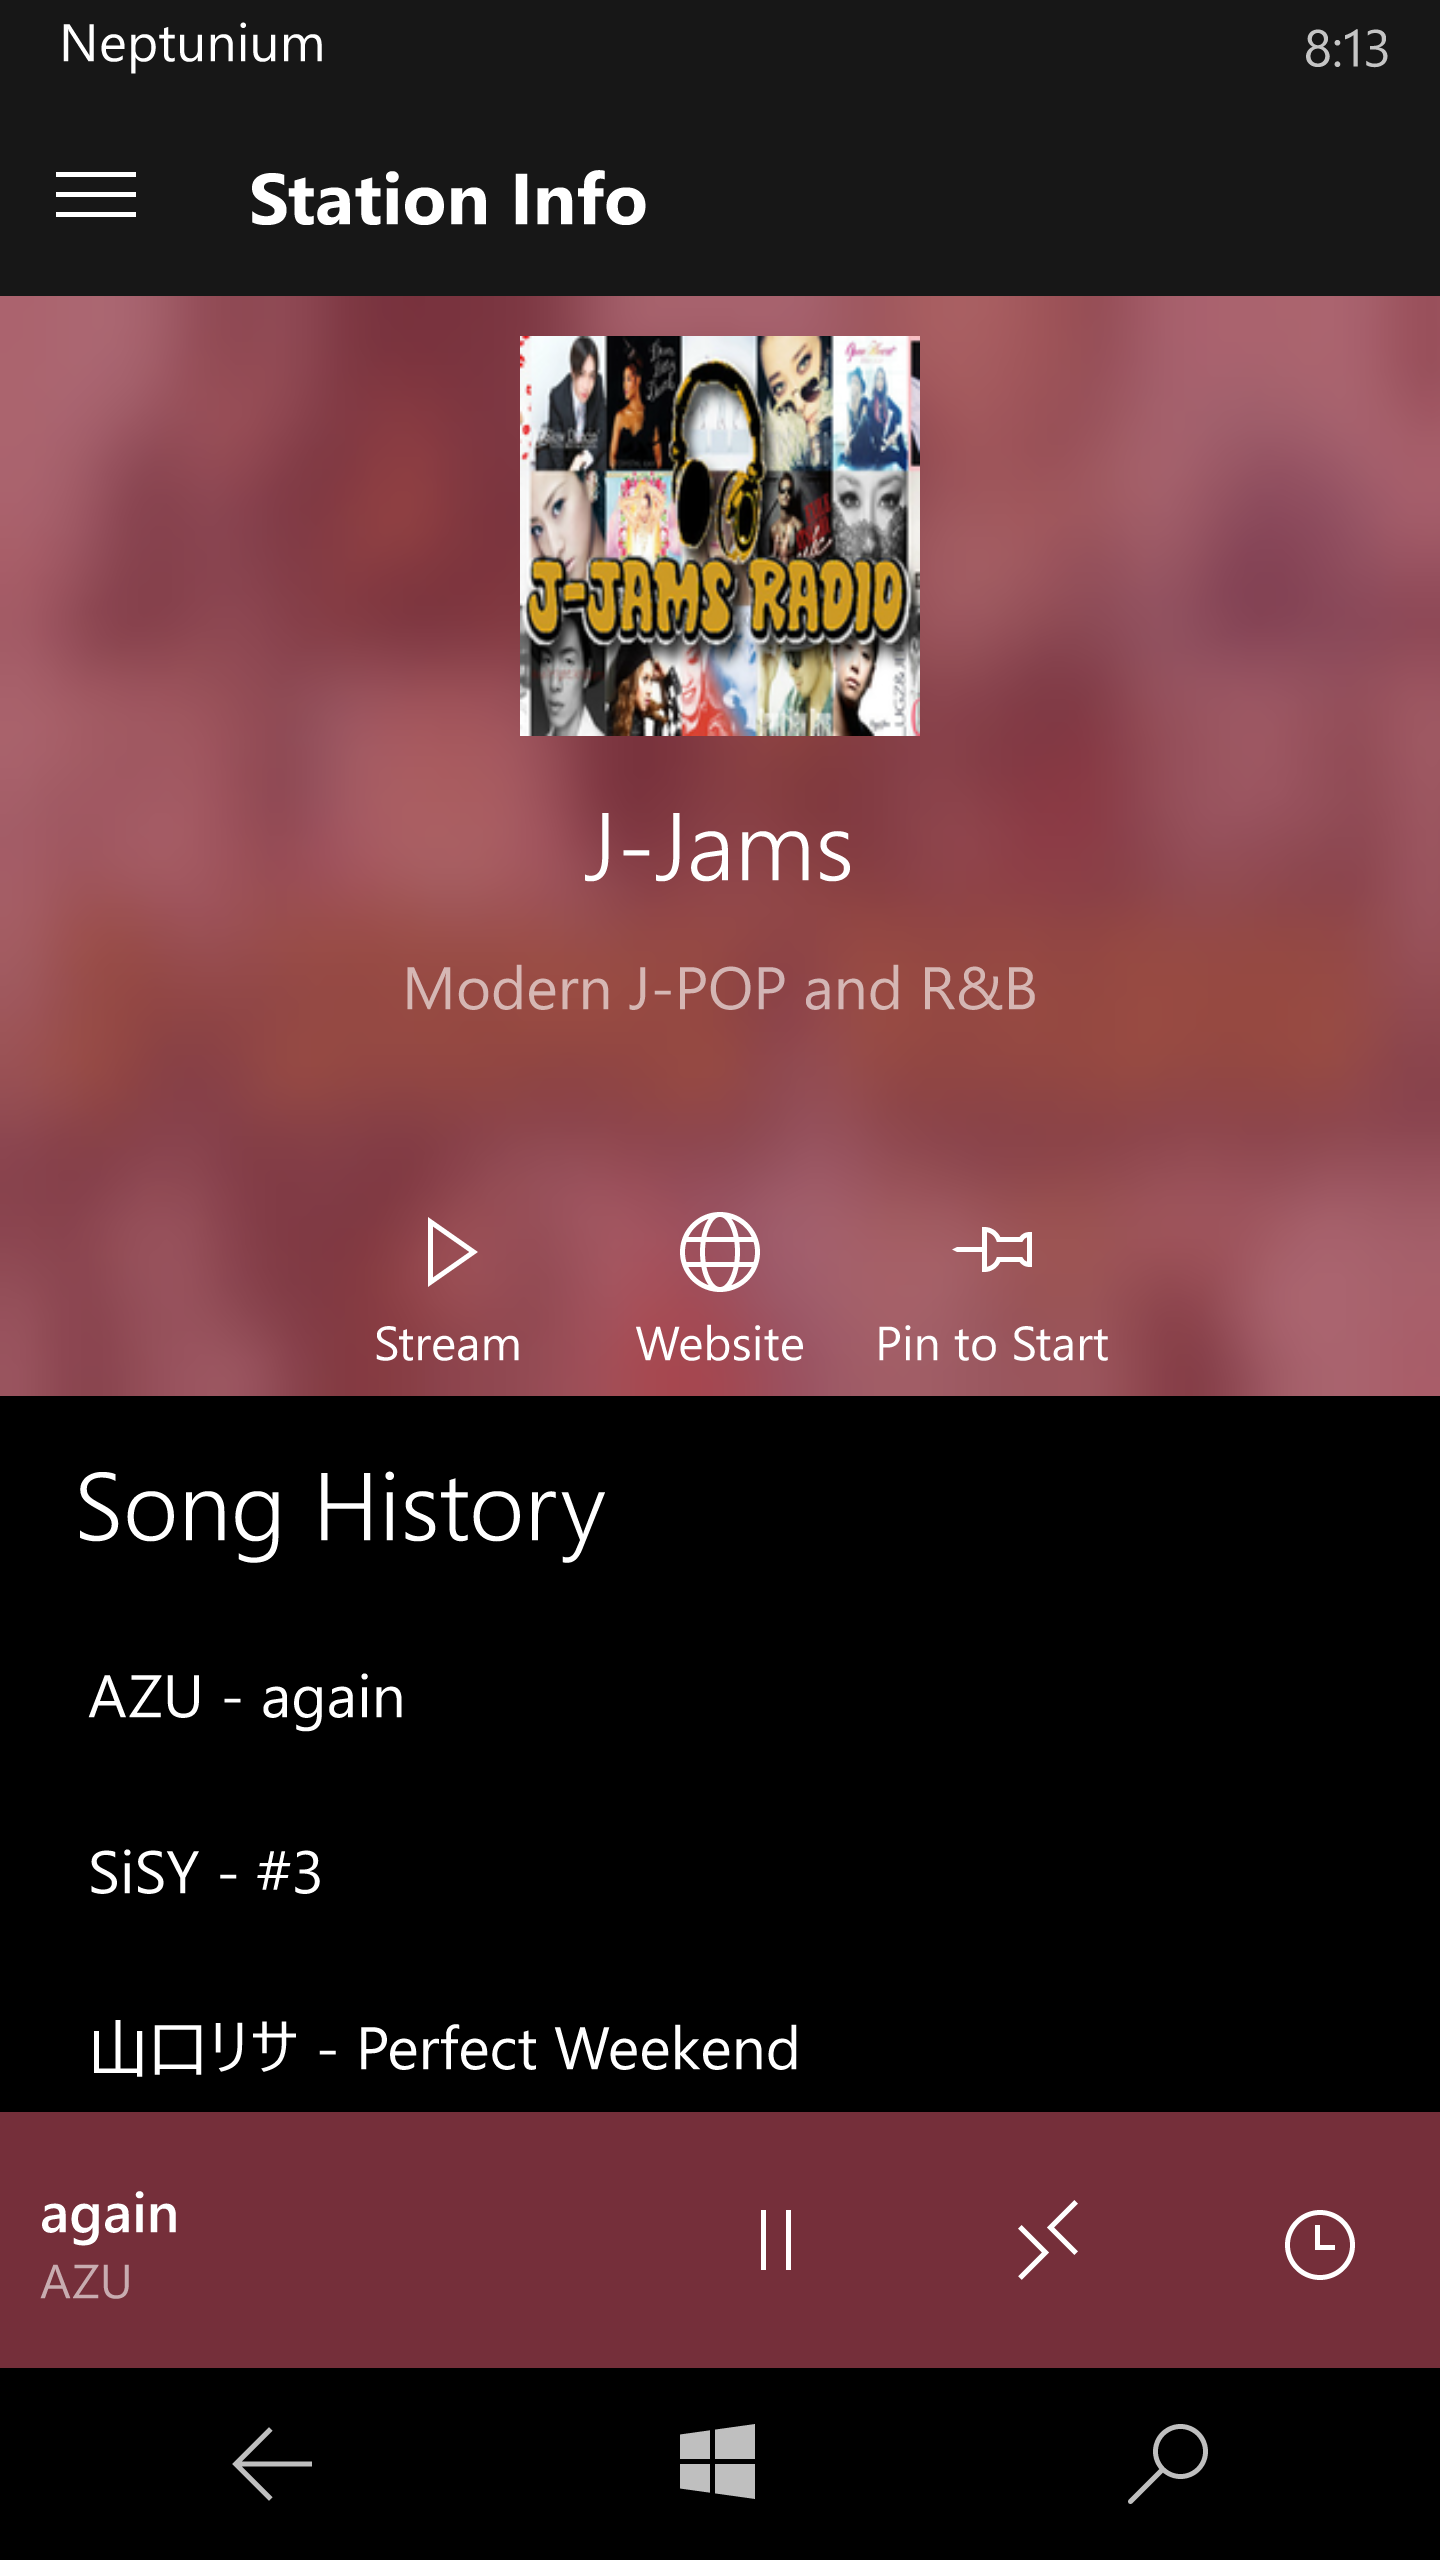 Neptunium
8:13
Station Info
J-JAMS RADIO
J-Jams
Modern J-POP and R&B
Stream
Website
Pin to Start
Song History
AZU - again
SiSY - #3
山口リサ - Perfect Weekend
again
AZU